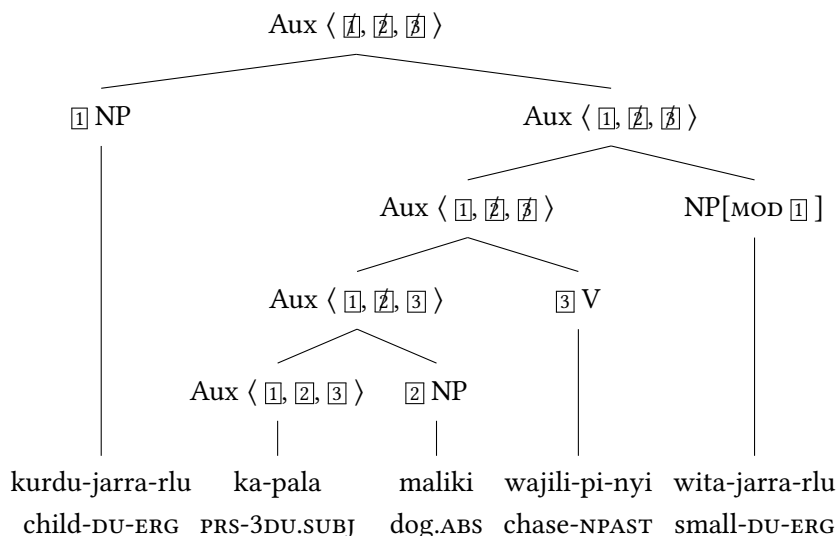 Aux ⟨ 1̸, 2̸, 3̸ ⟩
1 NP Aux ⟨ 1, 2̸, 3̸ ⟩
Aux ⟨ 1, 2̸, 3̸ ⟩ NP[MOD 1 ]
Aux ⟨ 1, 2̸, 3 ⟩ 3 V
Aux ⟨ 1, 2, 3 ⟩ 2 NP
kurdu-jarra-rlu ka-pala maliki wajili-pi-nyi wita-jarra-rlu
child-DU-ERG PRS-3DU.SUBJ dog.ABS chase-NPAST small-DU-ERG